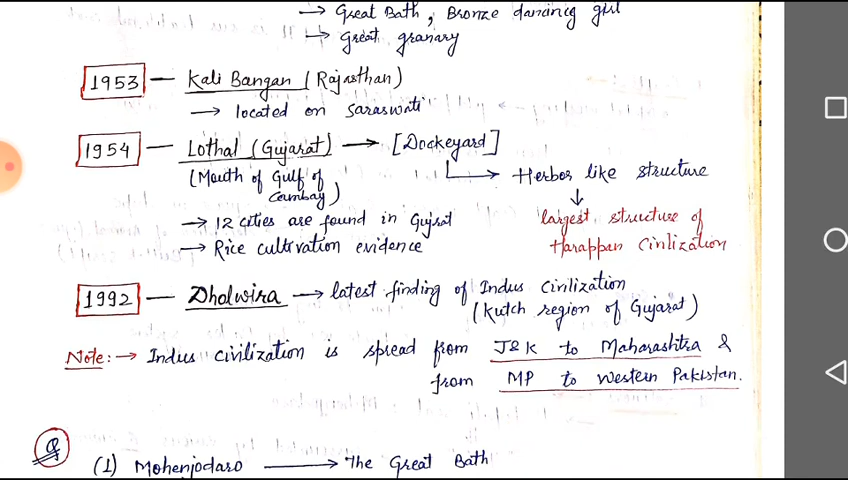 → Great Bath, Bronze dancing girl
→ Great granary
1953 — Kali Bangan (Rajasthan)
→ located on Saraswati
1954 — Lothal (Gujarat) → [Dockeyard]
(Mouth of Gulf of Cambay)
→ Herbor like structure
→ 12 cities are found in Gujrat
largest structure of Harappan Civilization
→ Rice cultivation evidence
1992 — Dholwira → latest finding of Indus Civilization
(Kutch region of Gujarat)
Note:→ Indus civilization is spread from J&K to Maharashtra &
from MP to Western Pakistan.
Q
(1) Mohenjodaro → The Great Bath